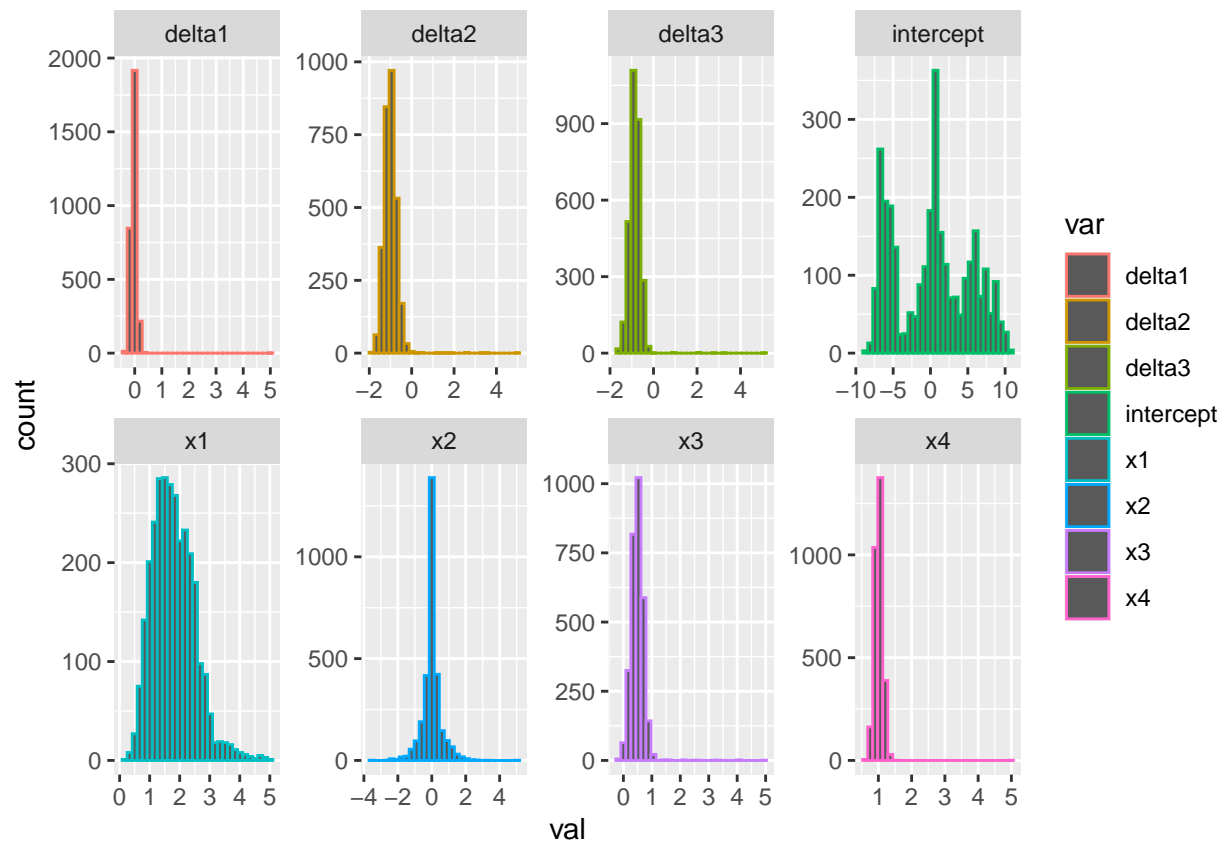 delta1 delta2 delta3 intercept
2000
1500
1000
500
0
0 1 2 3 4 5
1000
750
500
250
0
−2 0 2 4
900
600
300
0
−2 0 2 4
300
200
100
0
−10 −5 0 5 10
x1 x2 x3 x4
300
200
100
0
0 1 2 3 4 5
1000
500
0
−4 −2 0 2 4
1000
750
500
250
0
0 1 2 3 4 5
1000
500
0
1 2 3 4 5
count
val
var
delta1
delta2
delta3
intercept
x1
x2
x3
x4